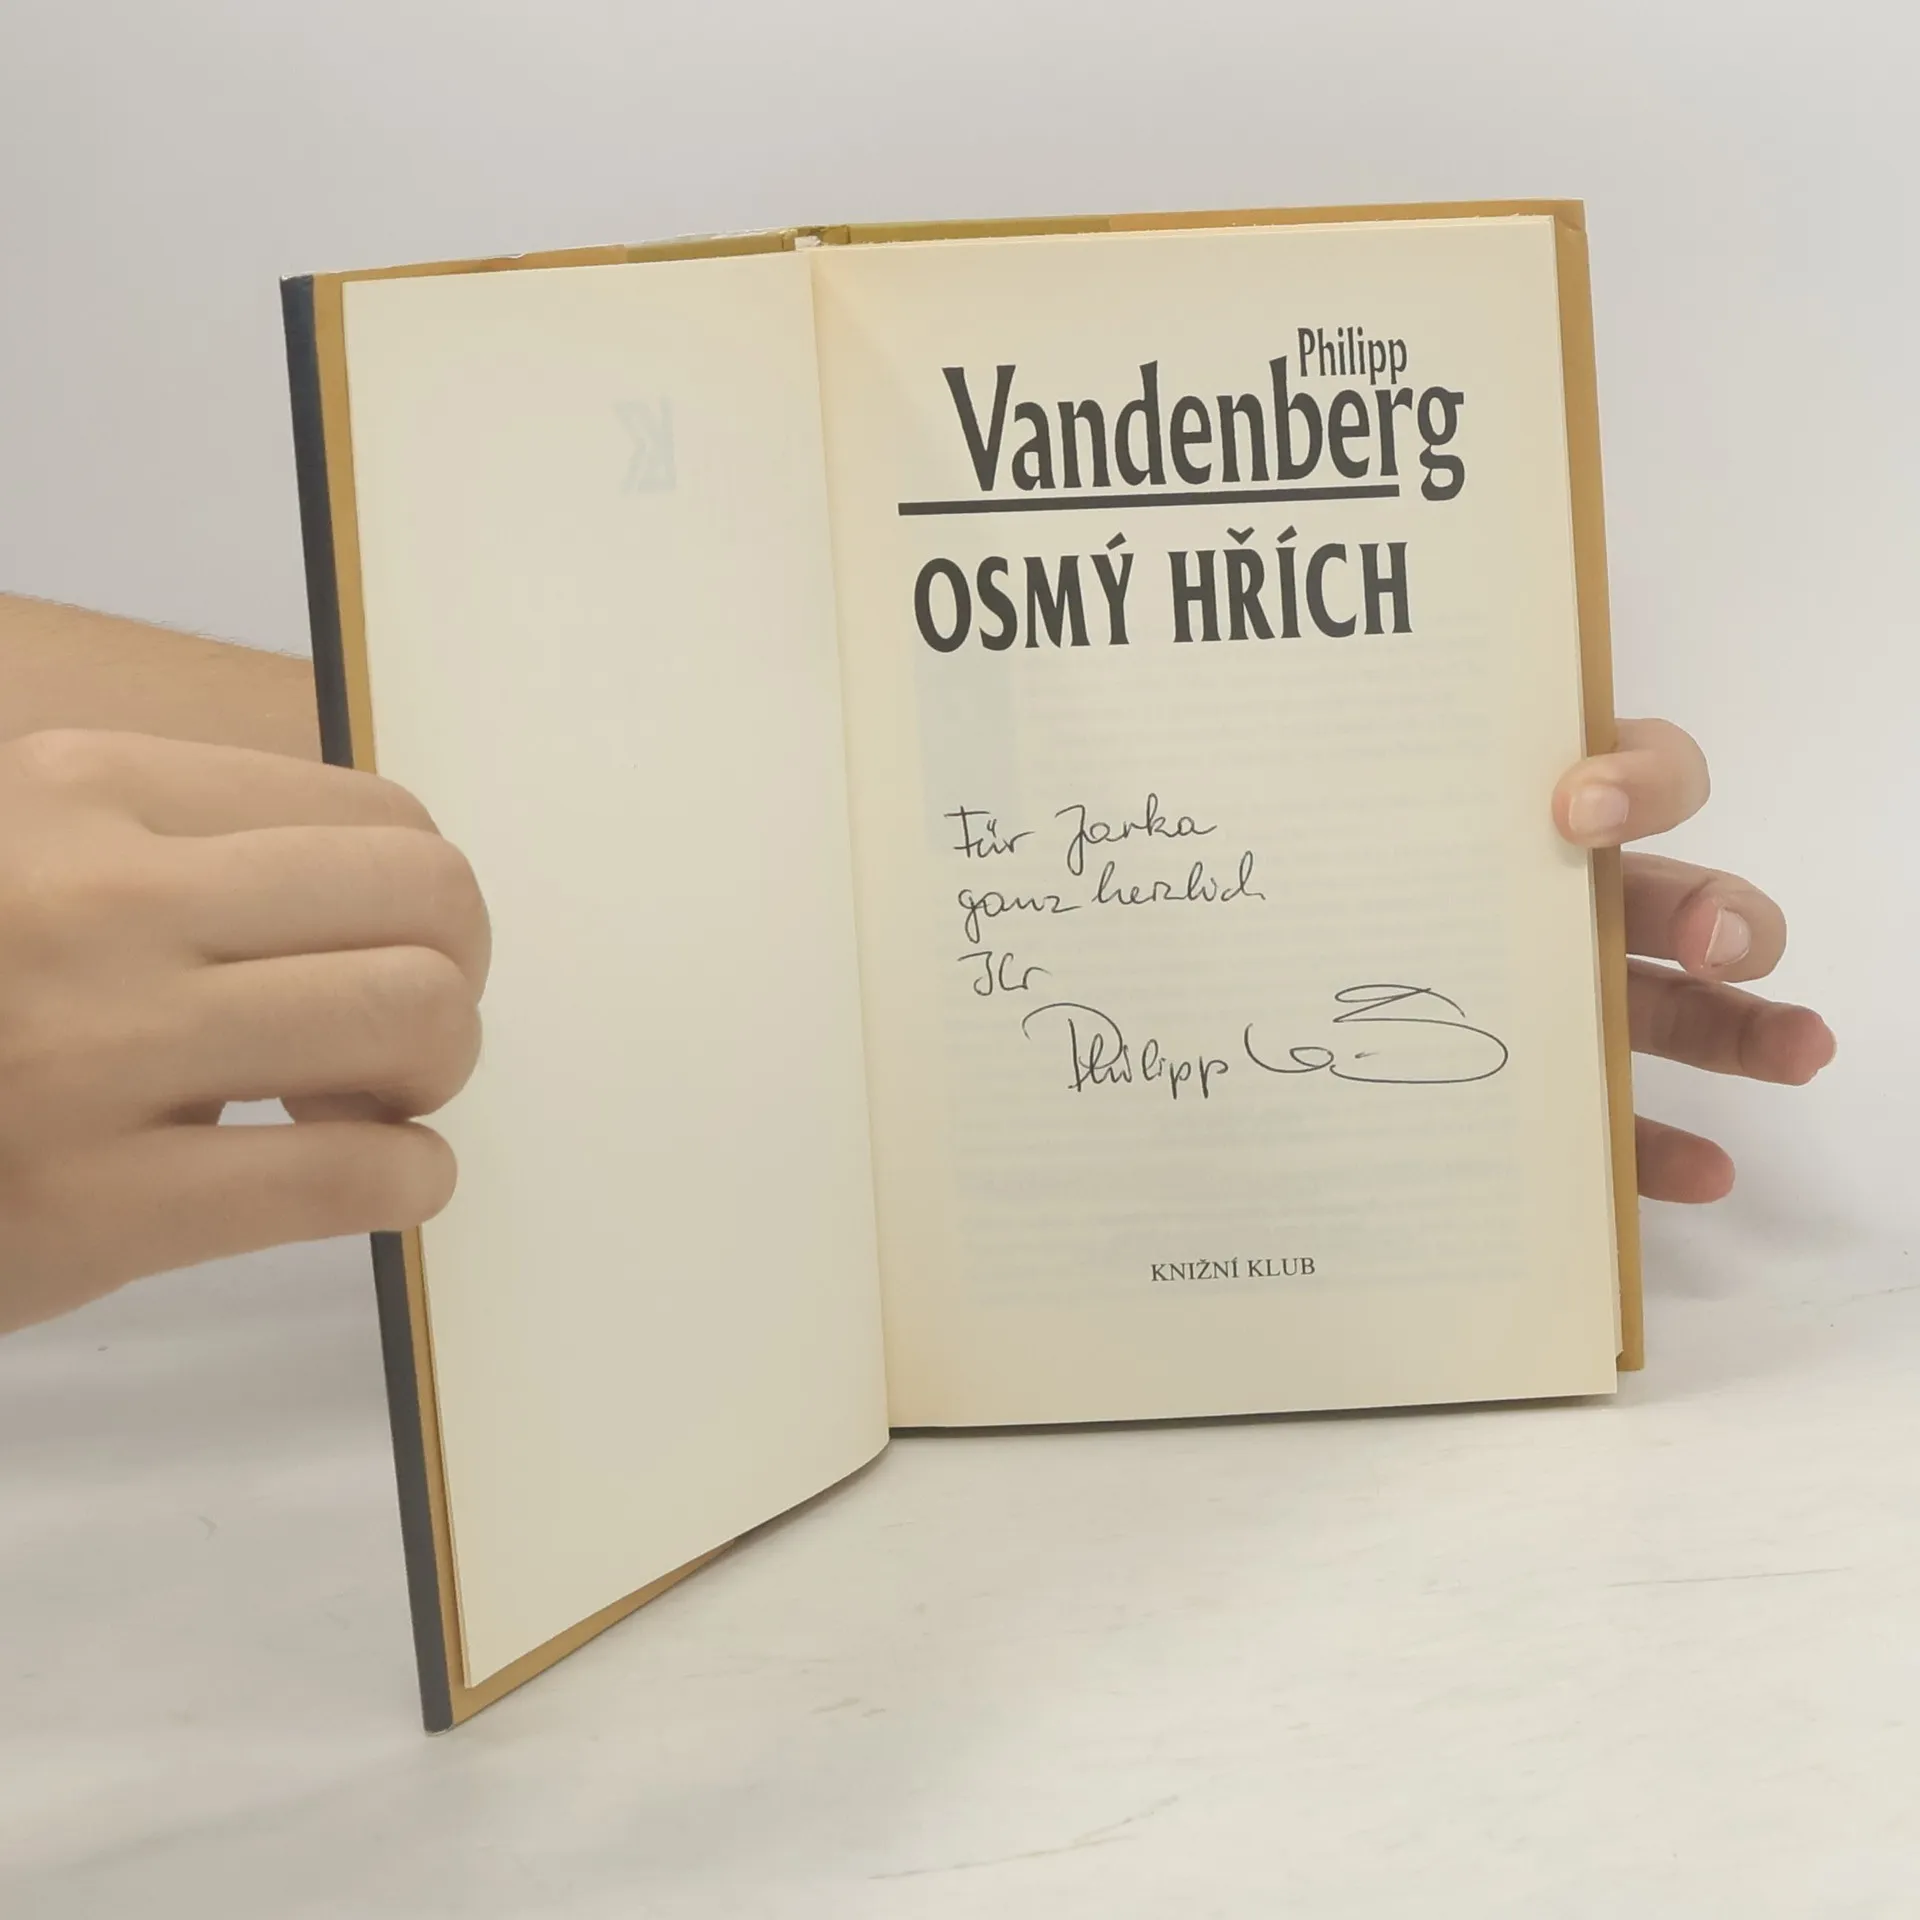 Philipp
Vandenberg
OSMÝ HŘÍCH
Für Jarka
ganz herzlich
Ihr
Philipp
KNIŽNÍ KLUB